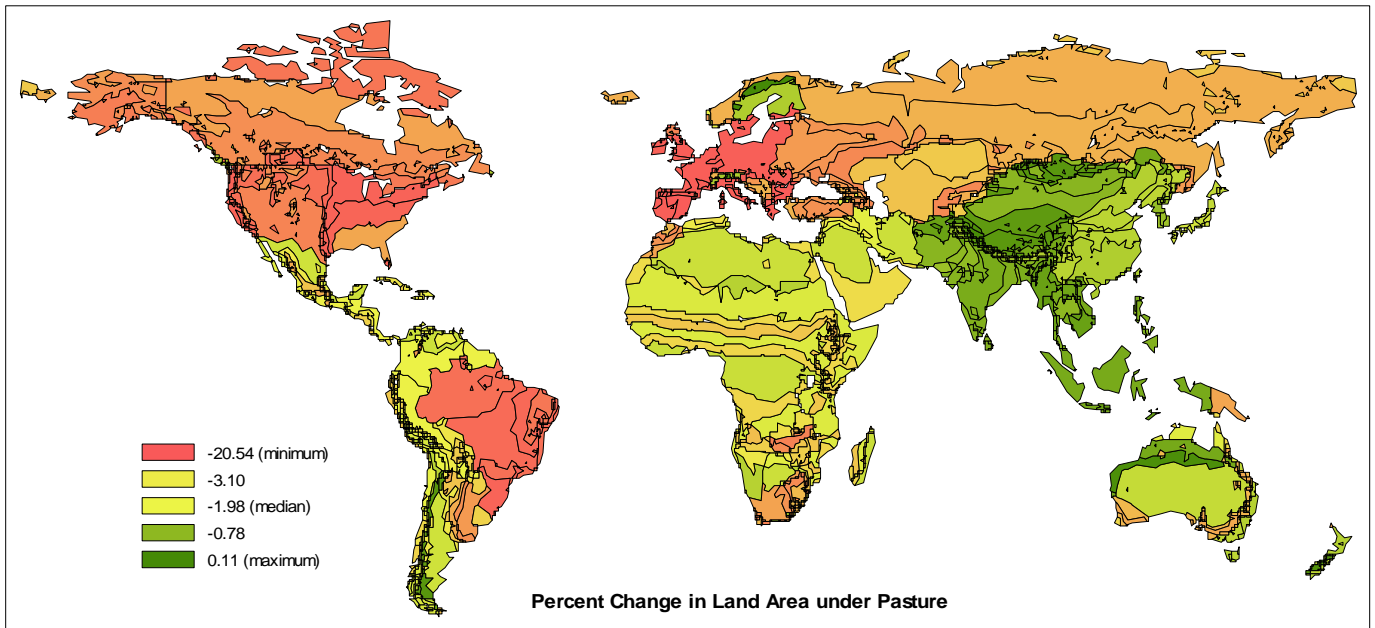 -20.54 (minimum)
-3.10
-1.98 (median)
-0.78
0.11 (maximum)
Percent Change in Land Area under Pasture